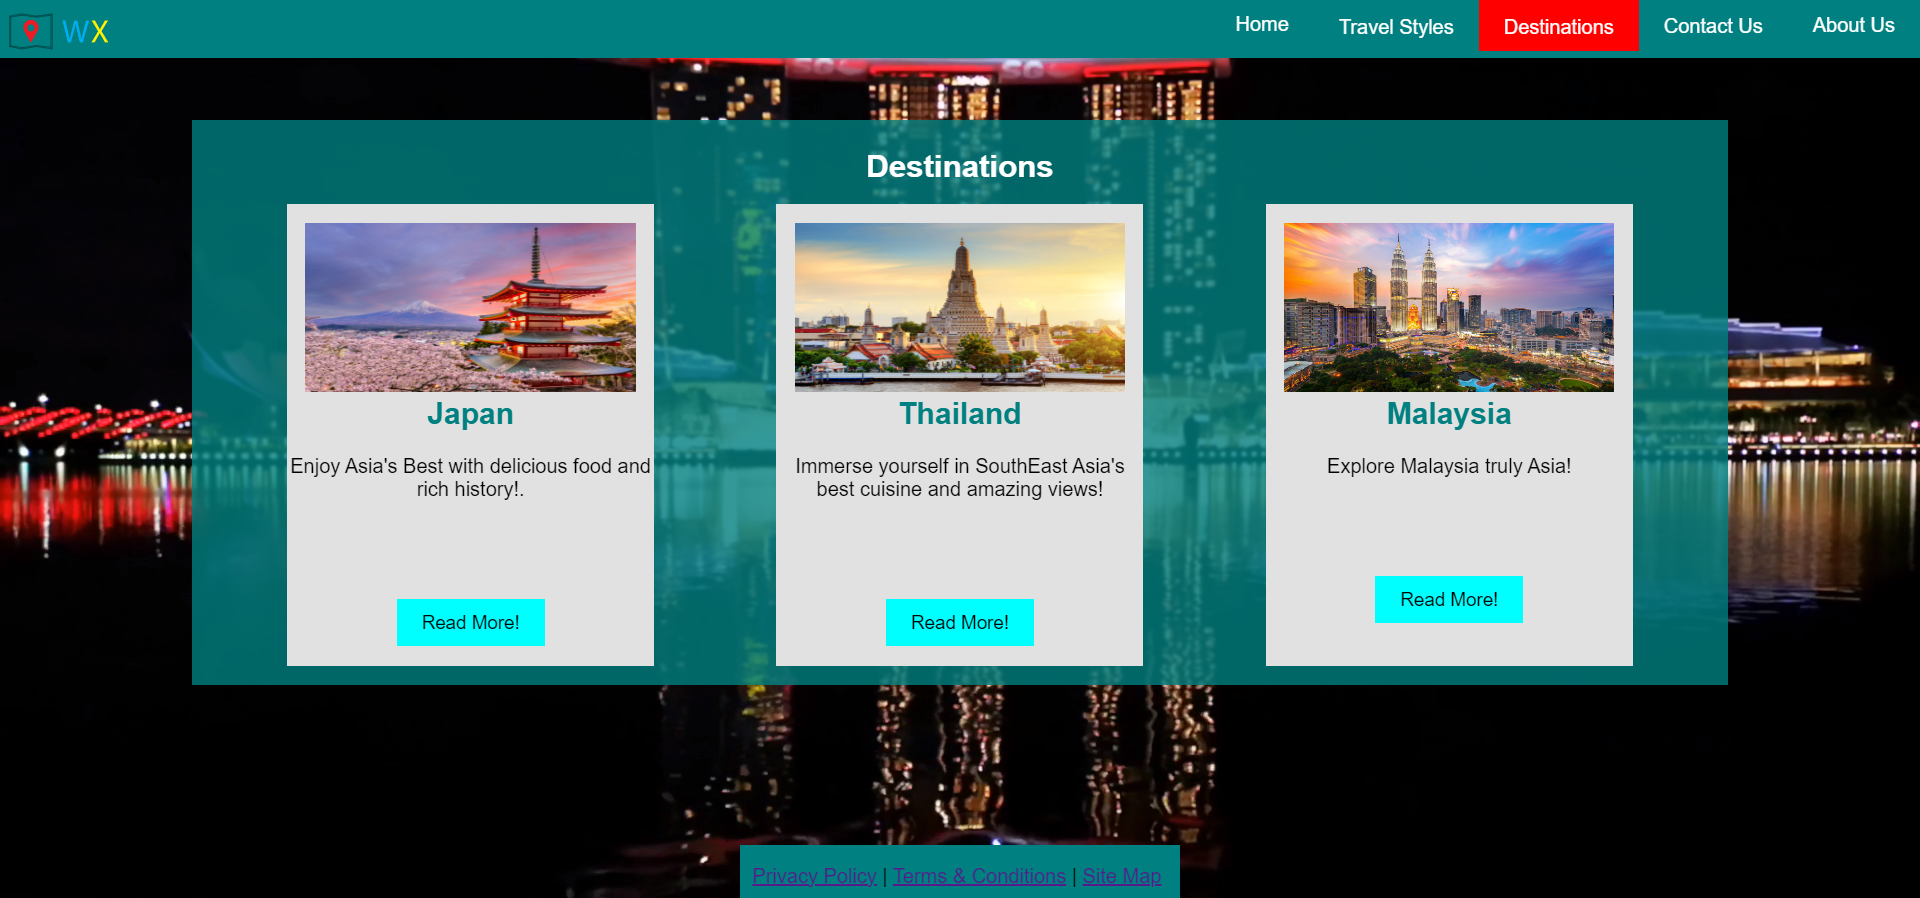 WX
Home
Travel Styles
Destinations
Contact Us
About Us
SG
SG
Destinations
Japan
Enjoy Asia's Best with delicious food and
rich history!.
Read More!
Thailand
Immerse yourself in SouthEast Asia's
best cuisine and amazing views!
Read More!
Malaysia
Explore Malaysia truly Asia!
Read More!
Privacy Policy | Terms & Conditions | Site Map